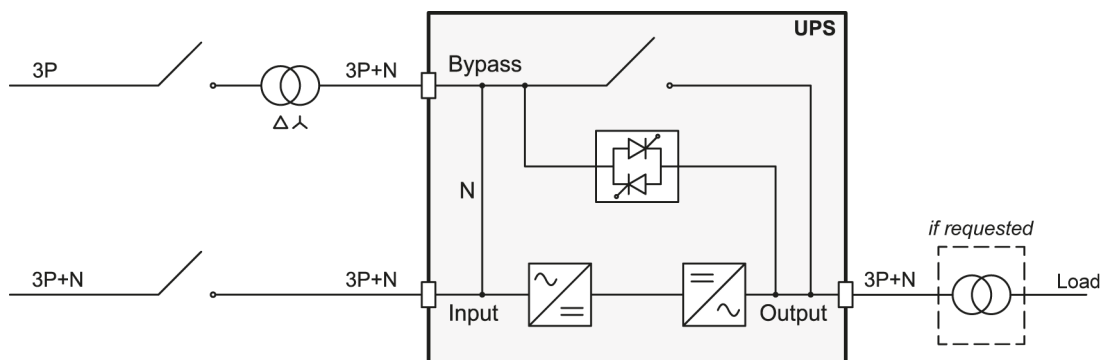 UPS
3P
3P+N
Bypass
Δ
N
if requested
3P+N
3P+N
Input
Output
3P+N
Load